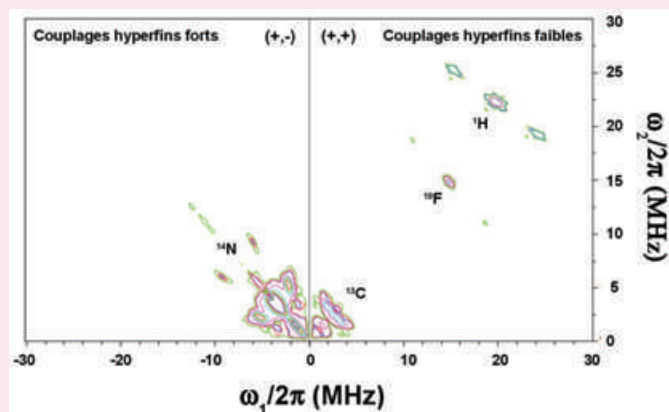 Couplages hyperfins forts (+,-) (+,+) Couplages hyperfins faibles
30
25
¹H
20
¹⁹F
15
¹⁴N
10
¹³C
5
0
ω₂/2π (MHz)
-30 -20 -10 0 10 20 30
ω₁/2π (MHz)